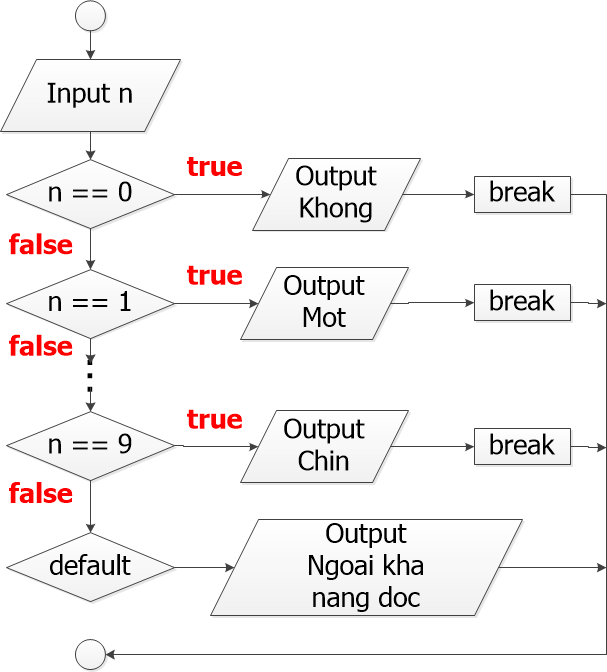 Input n
n == 0
true
Output
Khong
break
false
n == 1
true
Output
Mot
break
false
n == 9
true
Output
Chin
break
false
default
Output
Ngoai kha
nang doc